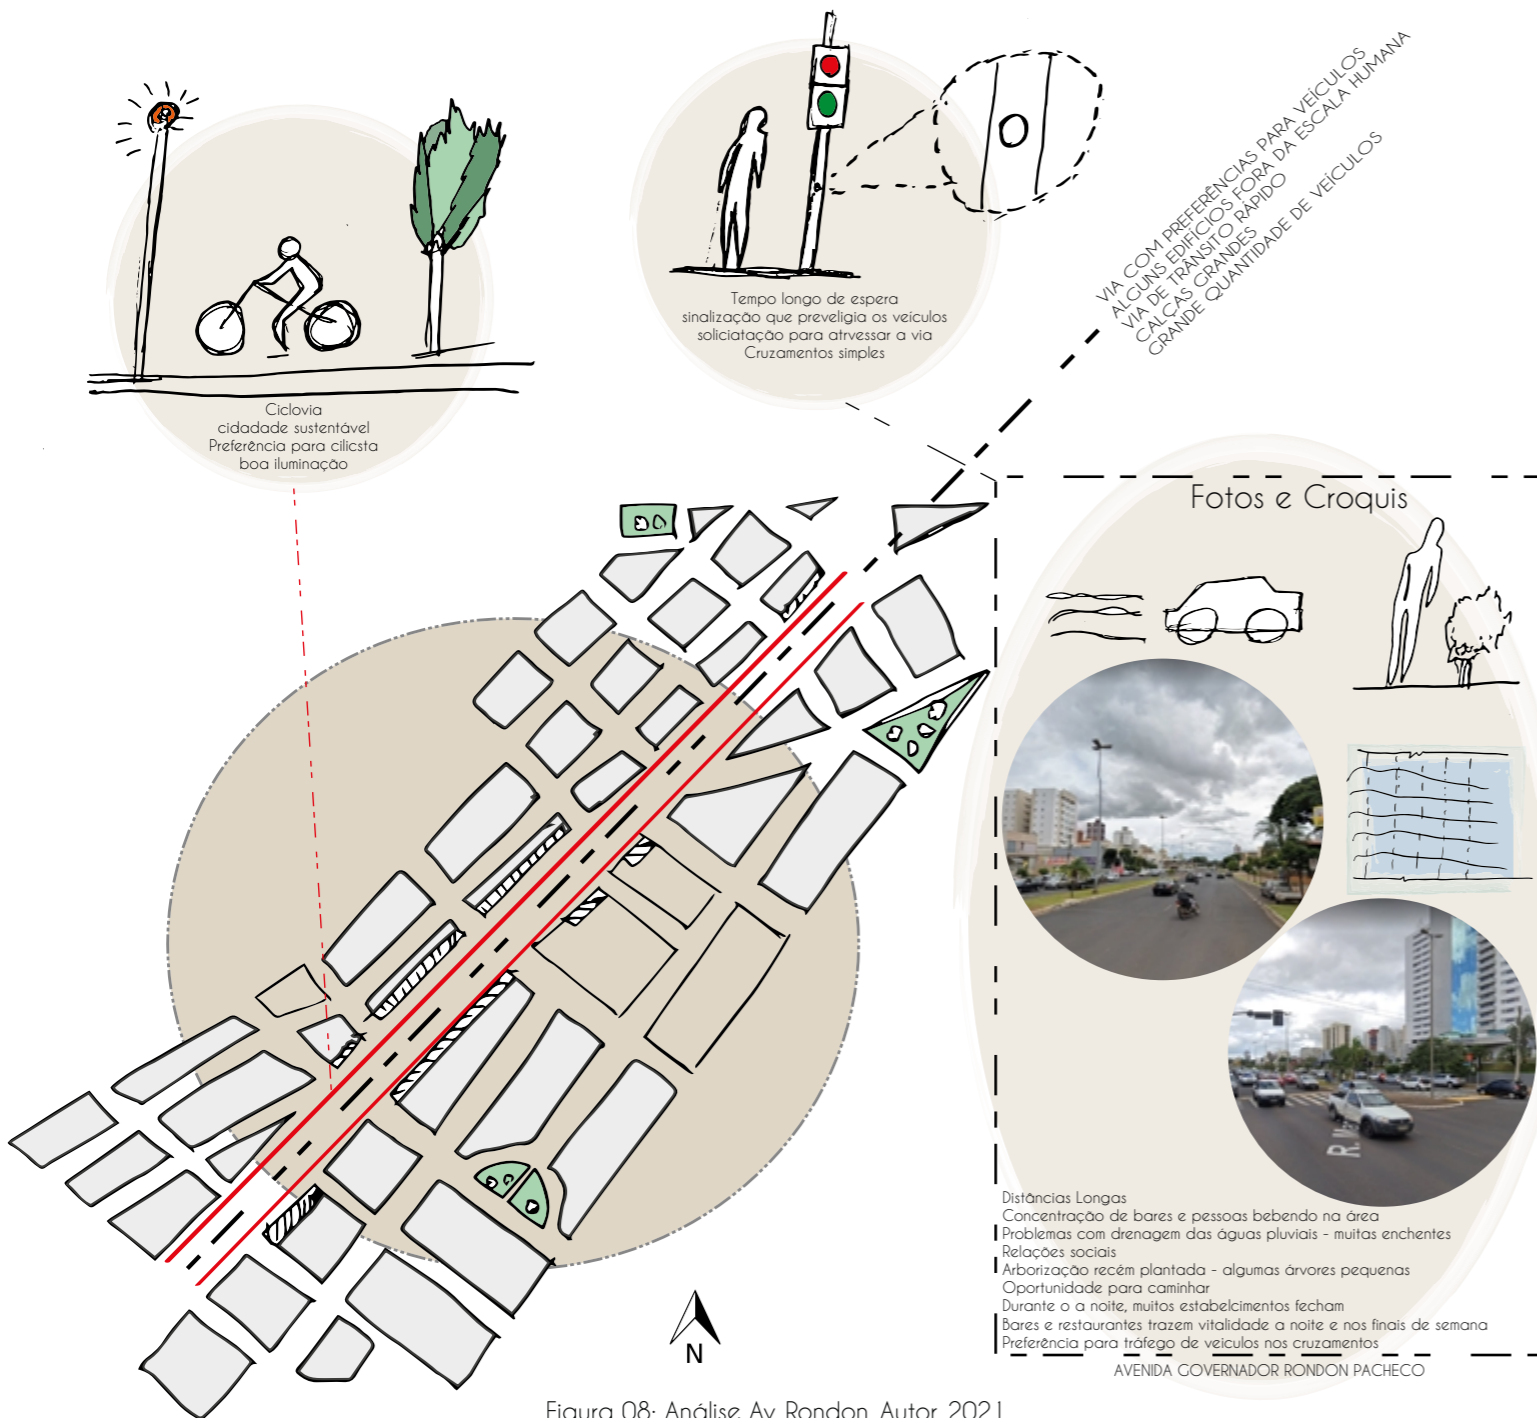 Ciclovia
cidadade sustentável
Preferência para cilicsta
boa iluminação
Tempo longo de espera
sinalização que preveligia os veiculos
soliciatação para atrvessar a via
Cruzamentos simples
VIA COM PREFERÊNCIAS PARA VEÍCULOS
ALGUNS EDIFÍCIOS FORA DA ESCALA HUMANA
VIA DE TRÂNSITO RÁPIDO
CALÇAS GRANDES
GRANDE QUANTIDADE DE VEÍCULOS
Fotos e Croquis
Distâncias Longas
Concentração de bares e pessoas bebendo na área
Problemas com drenagem das águas pluviais - muitas enchentes
Relações sociais
Arborização recém plantada - algumas árvores pequenas
Oportunidade para caminhar
Durante o a noite, muitos estabelcimentos fecham
Bares e restaurantes trazem vitalidade a noite e nos finais de semana
Preferência para tráfego de veiculos nos cruzamentos
AVENIDA GOVERNADOR RONDON PACHECO
N
Figura 08: Análise Av Rondon. Autor, 2021